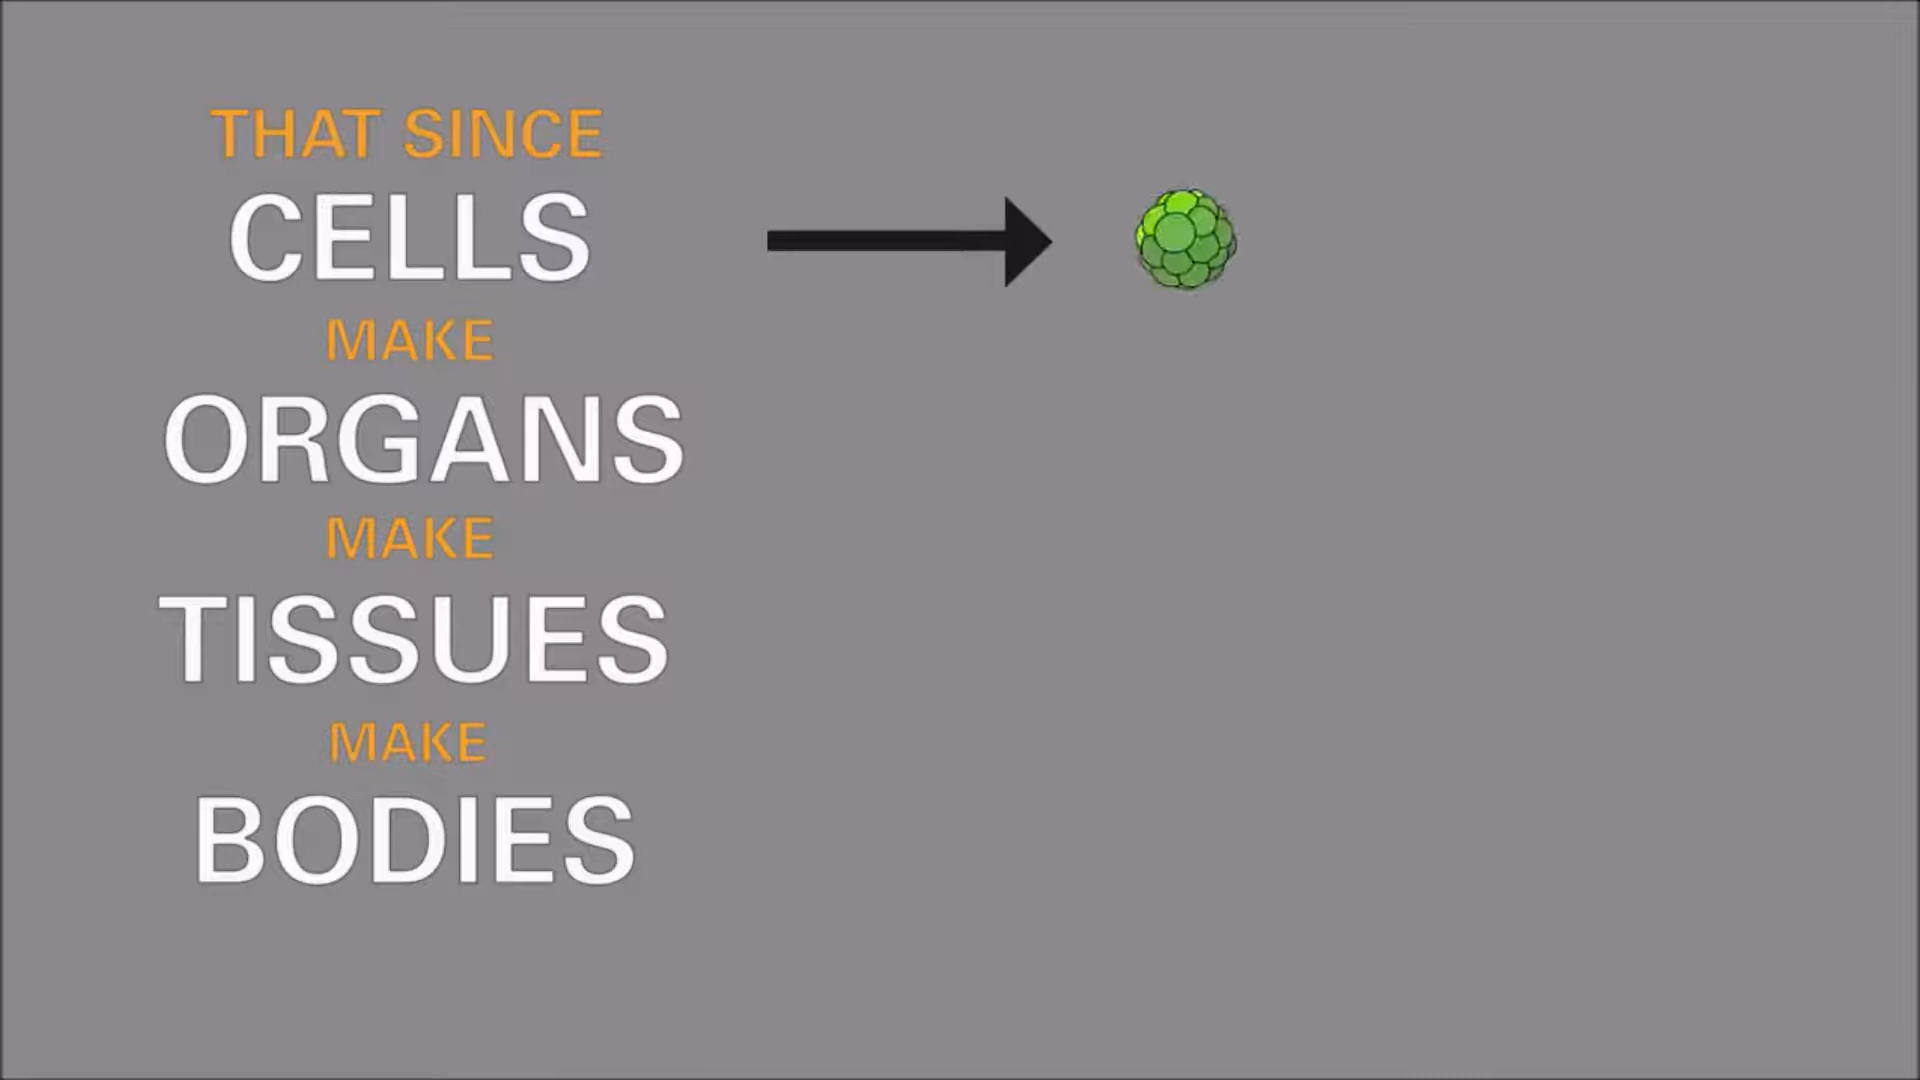 THAT SINCE
CELLS
MAKE
ORGANS
MAKE
TISSUES
MAKE
BODIES